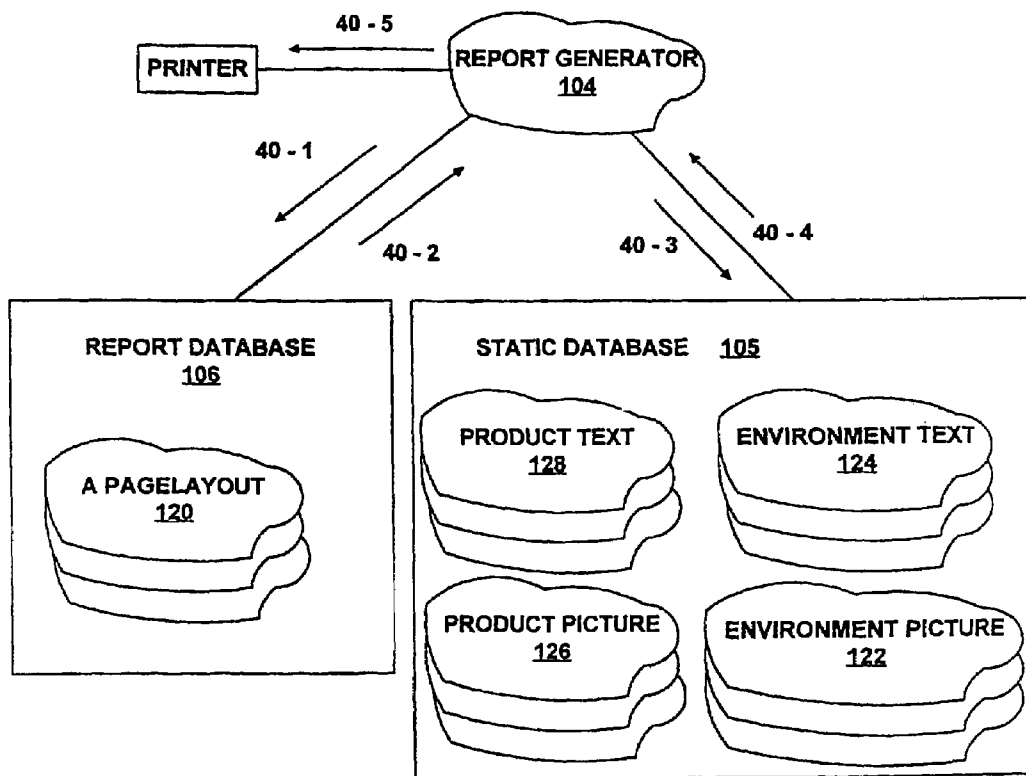 40 - 5
PRINTER
REPORT GENERATOR
104
40 - 1
40 - 2
40 - 3
40 - 4
REPORT DATABASE
106
A PAGELAYOUT
120
STATIC DATABASE 105
PRODUCT TEXT
128
ENVIRONMENT TEXT
124
PRODUCT PICTURE
126
ENVIRONMENT PICTURE
122